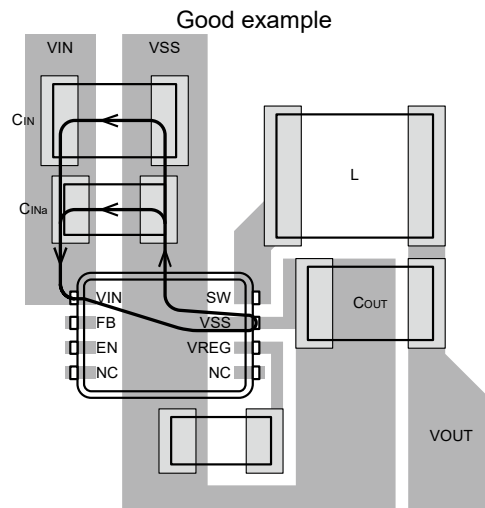 Good example
VIN VSS
CIN
CINa
L
VIN SW
FB VSS
EN VREG
NC NC
COUT
VOUT